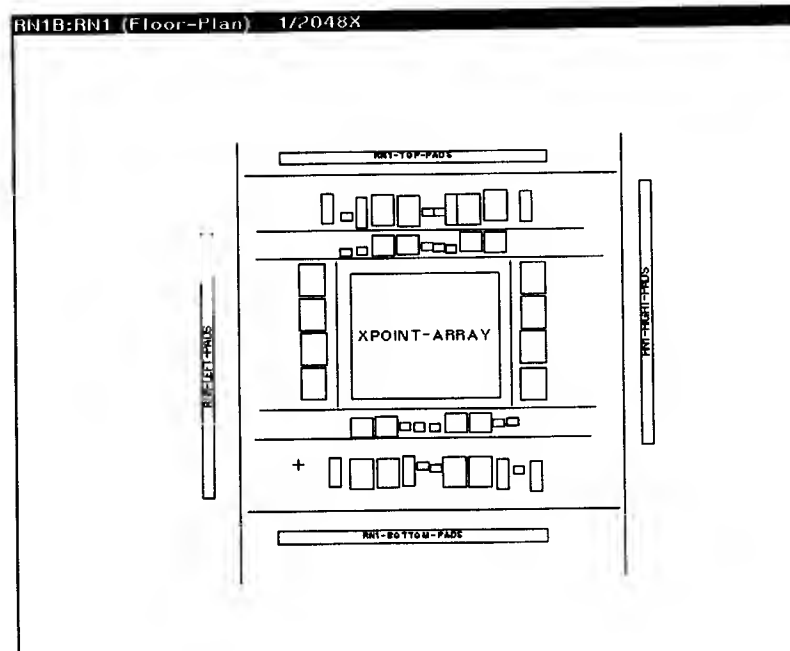 RN1B:RN1 (Floor-Plan) 1/2048X
RN1-TOP-PADS
RN1-RIGHT-PADS
XPOINT-ARRAY
RN1-LEFT-PADS
RN1-BOTTOM-PADS